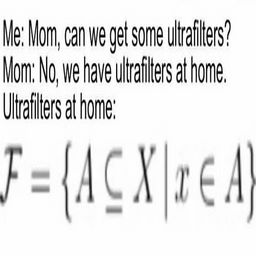 Me: Mom, can we get some ultrafilters?
Mom: No, we have ultrafilters at home.
Ultrafilters at home:
ℱ = {A ⊆ X | x ∈ A}